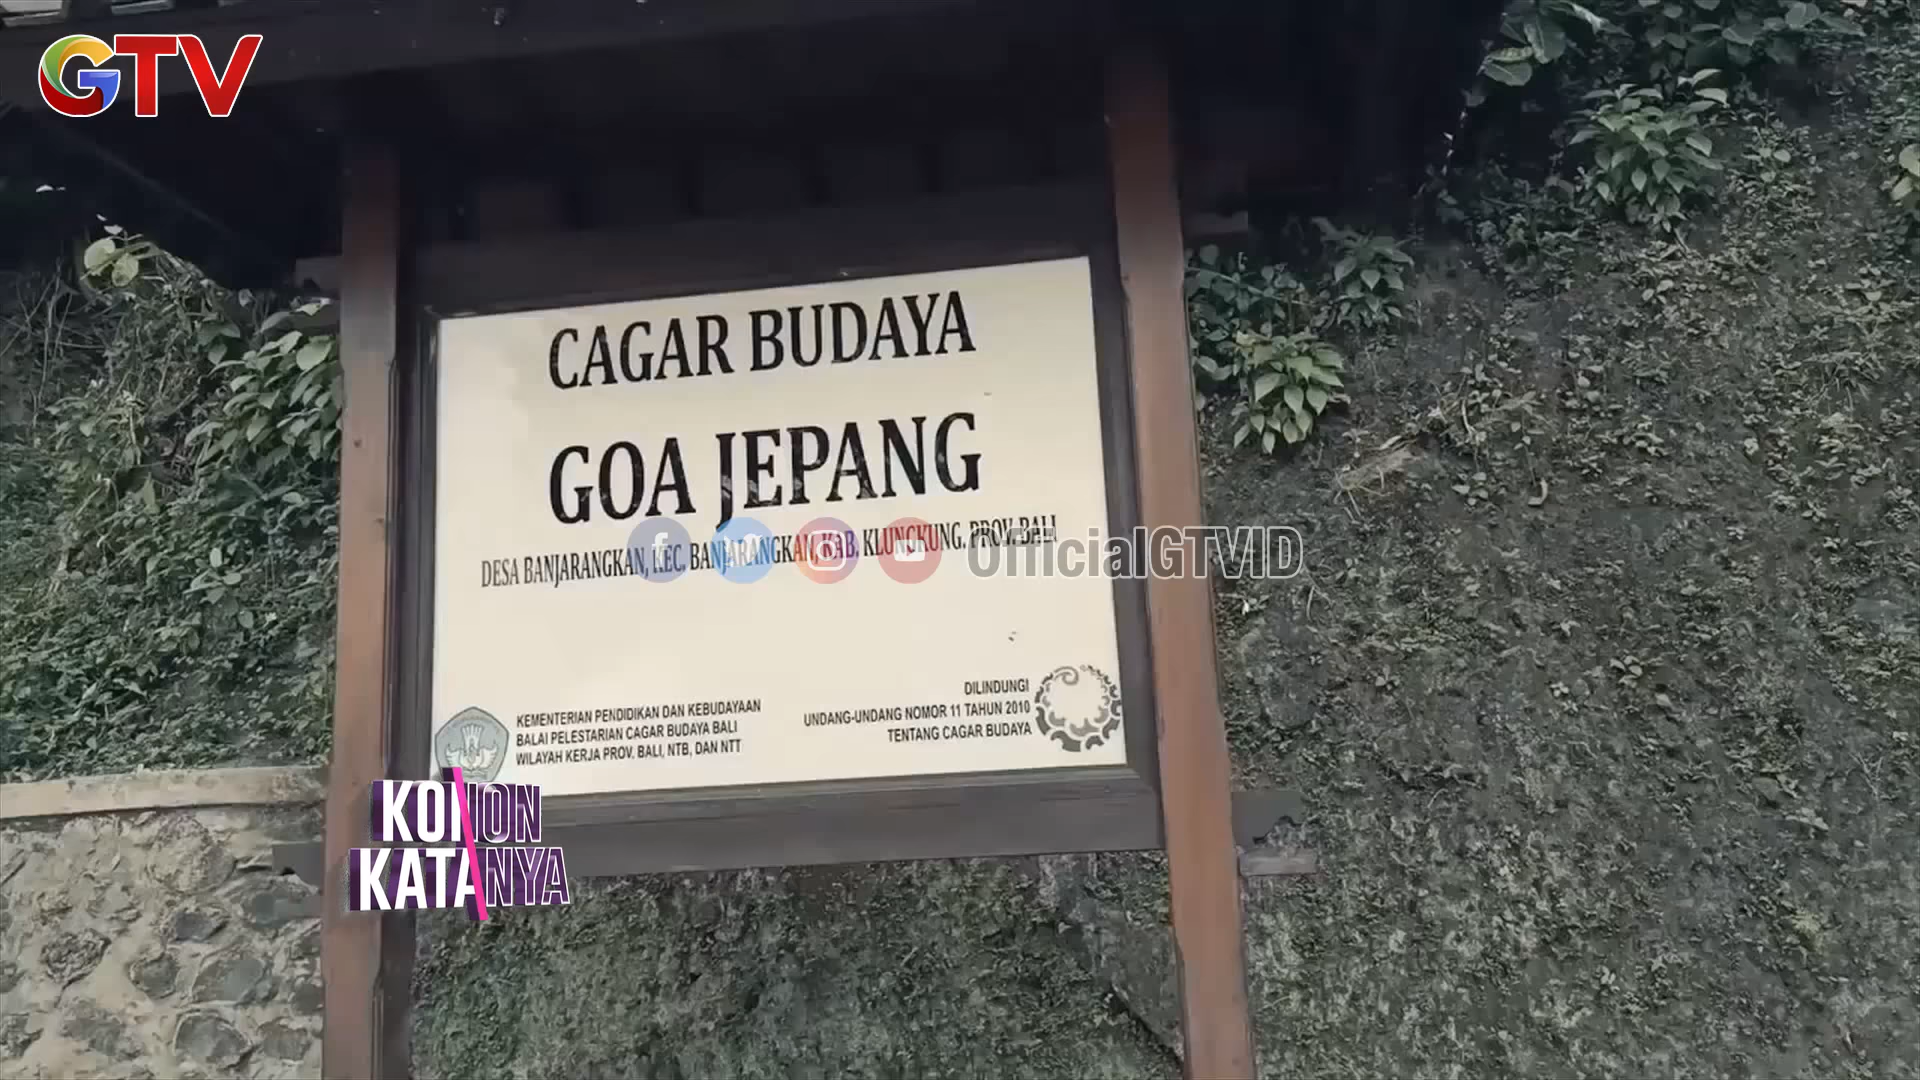 GTV
CAGAR BUDAYA
GOA JEPANG
DESA BANJARANGKAN, KEC. BANJARANGKAN, KAB. KLUNGKUNG. PROV. BALI
OfficialGTVID
KEMENTERIAN PENDIDIKAN DAN KEBUDAYAAN
BALAI PELESTARIAN CAGAR BUDAYA BALI
WILAYAH KERJA PROV. BALI, NTB, DAN NTT
DILINDUNGI
UNDANG-UNDANG NOMOR 11 TAHUN 2010
TENTANG CAGAR BUDAYA
KONON
KATANYA